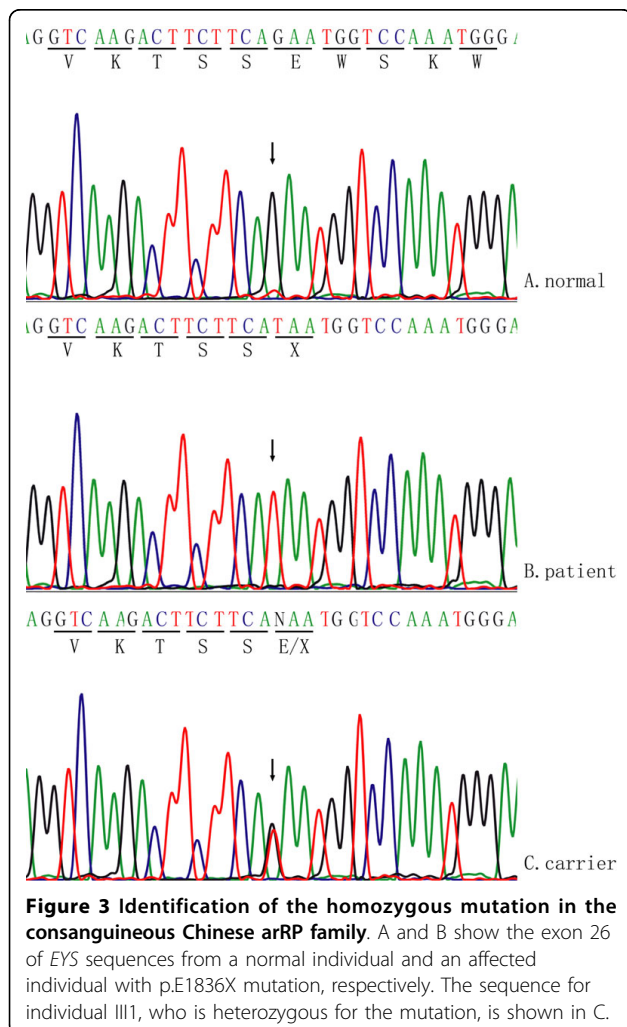 AGGTCAAGACTTCTTCAGAATGGTCCAAATGGGA
V K T S S E W S K W
A.normal
AGGTCAAGACTTCTTCATAATGGTCCAAATGGGA
V K T S S X
B.patient
AGGTCAAGACTTCTTCANAATGGTCCAAATGGGA
V K T S S E/X
C.carrier
Figure 3 Identification of the homozygous mutation in the
consanguineous Chinese arRP family. A and B show the exon 26
of EYS sequences from a normal individual and an affected
individual with p.E1836X mutation, respectively. The sequence for
individual III1, who is heterozygous for the mutation, is shown in C.